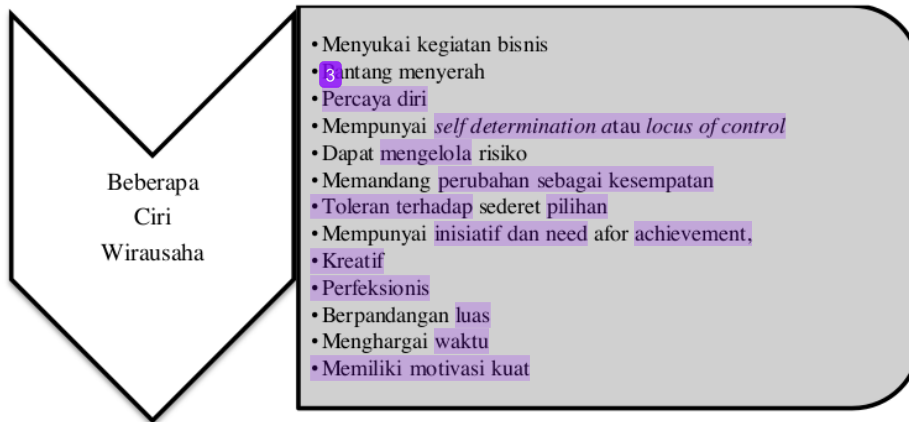 Beberapa
Ciri
Wirausaha
• Menyukai kegiatan bisnis
• 3antang menyerah
• Percaya diri
• Mempunyai self determination atau locus of control
• Dapat mengelola risiko
• Memandang perubahan sebagai kesempatan
• Toleran terhadap sederet pilihan
• Mempunyai inisiatif dan need afor achievement,
• Kreatif
• Perfeksionis
• Berpandangan luas
• Menghargai waktu
• Memiliki motivasi kuat